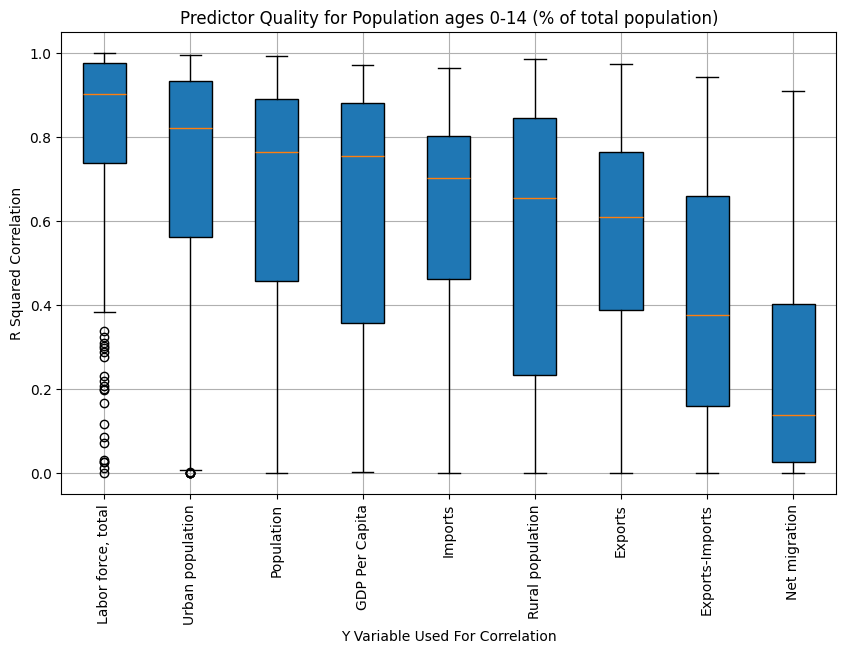 Predictor Quality for Population ages 0-14 (% of total population)
R Squared Correlation
1.0
0.8
0.6
0.4
0.2
0.0
Labor force, total
Urban population
Population
GDP Per Capita
Imports
Rural population
Exports
Exports-Imports
Net migration
Y Variable Used For Correlation